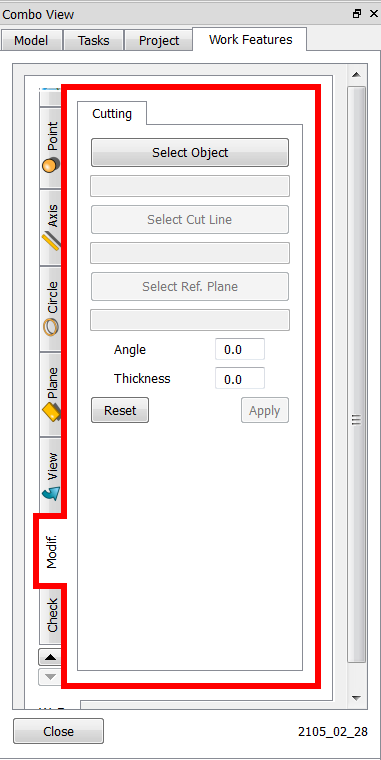 Combo View
Model Tasks Project Work Features
Cutting
Select Object
Select Cut Line
Select Ref. Plane
Angle 0.0
Thickness 0.0
Reset Apply
Point
Axis
Circle
Plane
View
Modif.
Check
Close 2105_02_28